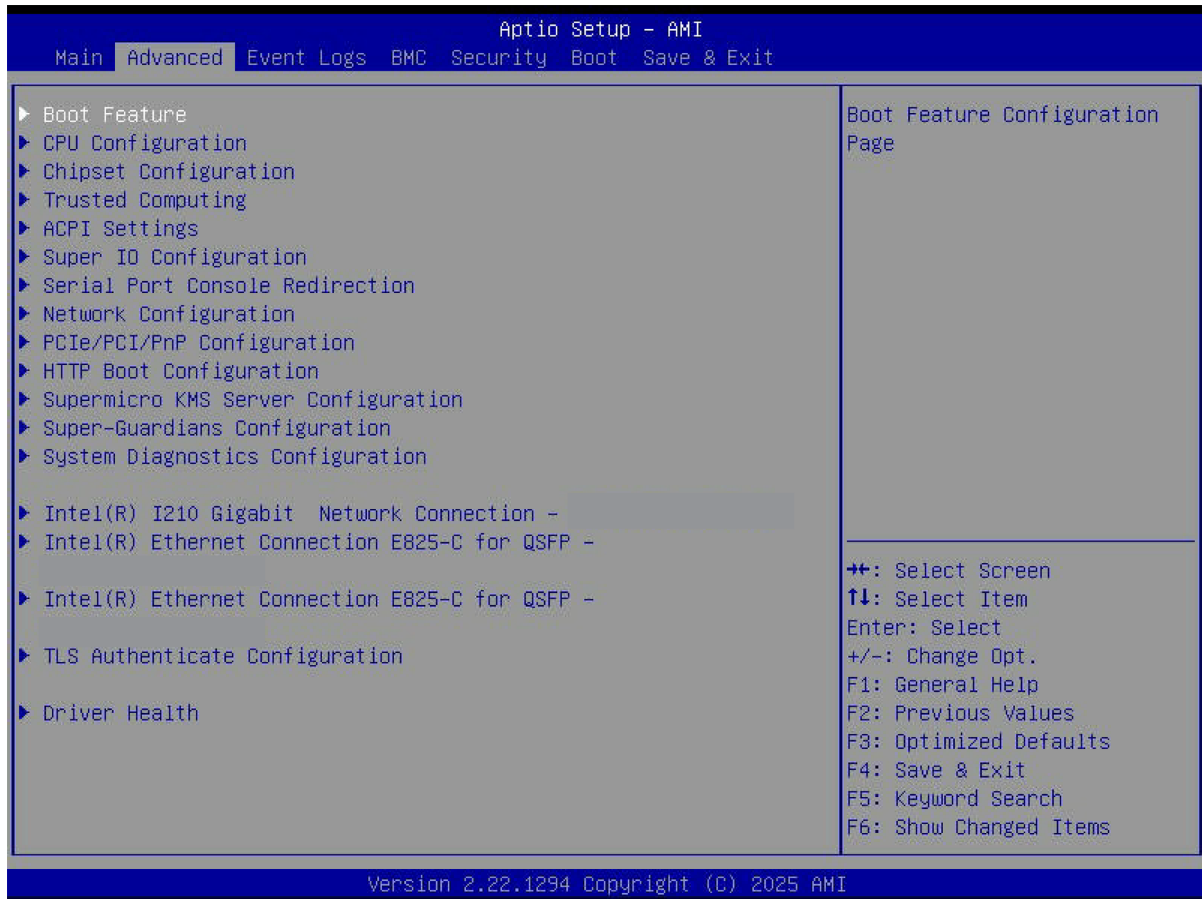 Aptio Setup – AMI
Main Advanced Event Logs BMC Security Boot Save & Exit
▶ Boot Feature
▶ CPU Configuration
▶ Chipset Configuration
▶ Trusted Computing
▶ ACPI Settings
▶ Super IO Configuration
▶ Serial Port Console Redirection
▶ Network Configuration
▶ PCIe/PCI/PnP Configuration
▶ HTTP Boot Configuration
▶ Supermicro KMS Server Configuration
▶ Super-Guardians Configuration
▶ System Diagnostics Configuration
▶ Intel(R) I210 Gigabit  Network Connection –
▶ Intel(R) Ethernet Connection E825-C for QSFP –
▶ Intel(R) Ethernet Connection E825-C for QSFP –
▶ TLS Authenticate Configuration
▶ Driver Health
Boot Feature Configuration
Page
→←: Select Screen
↑↓: Select Item
Enter: Select
+/-: Change Opt.
F1: General Help
F2: Previous Values
F3: Optimized Defaults
F4: Save & Exit
F5: Keyword Search
F6: Show Changed Items
Version 2.22.1294 Copyright (C) 2025 AMI